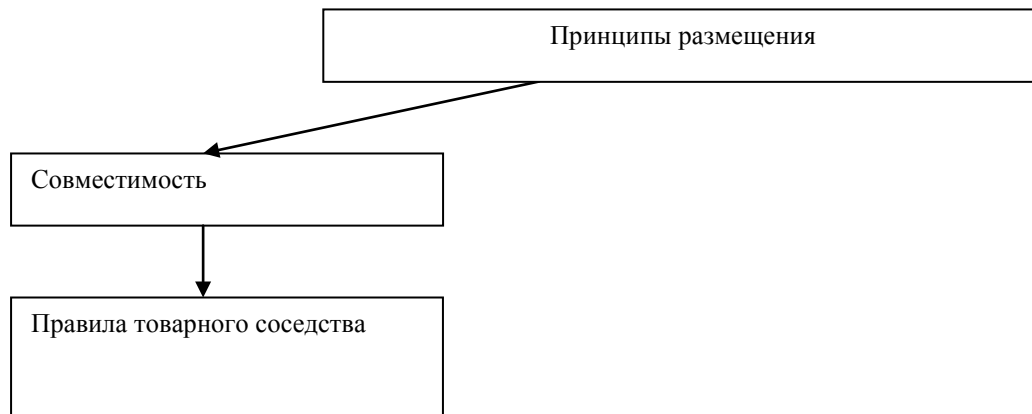 Принципы размещения
Совместимость
Правила товарного соседства